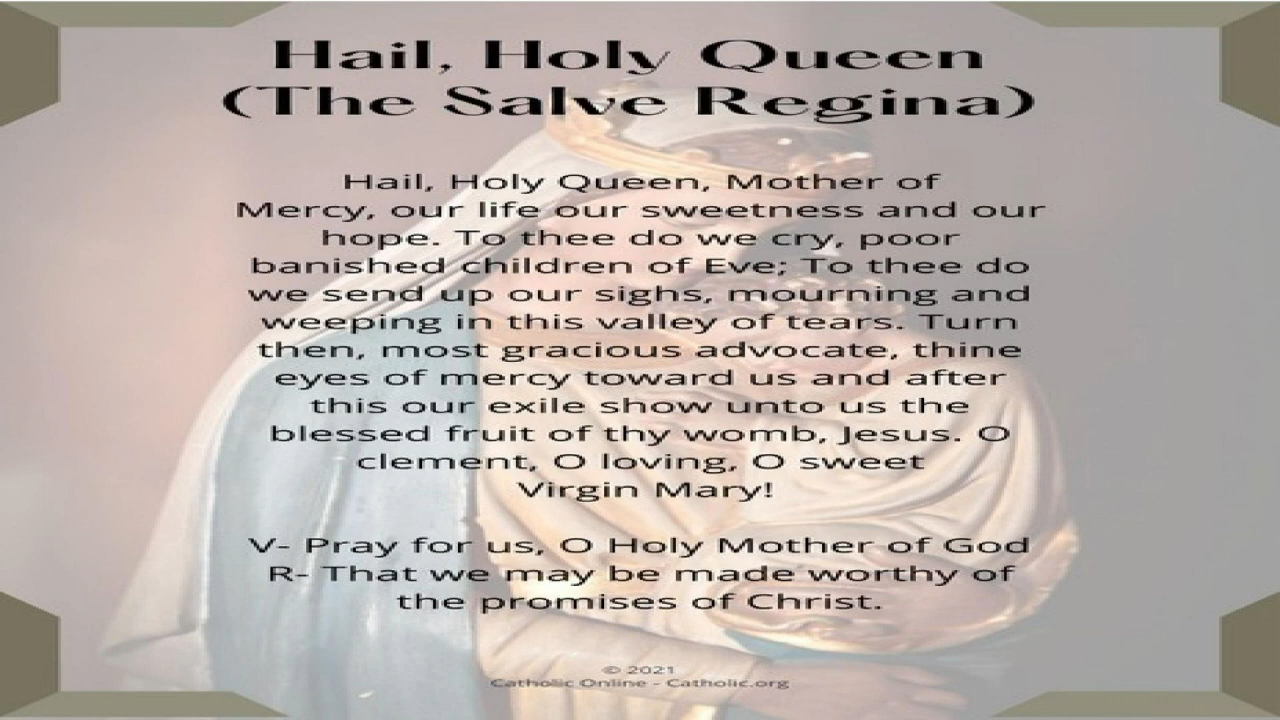 Hail, Holy Queen
(The Salve Regina)
Hail, Holy Queen, Mother of
Mercy, our life our sweetness and our
hope. To thee do we cry, poor
banished children of Eve; To thee do
we send up our sighs, mourning and
weeping in this valley of tears. Turn
then, most gracious advocate, thine
eyes of mercy toward us and after
this our exile show unto us the
blessed fruit of thy womb, Jesus. O
clement, O loving, O sweet
Virgin Mary!
V- Pray for us, O Holy Mother of God
R- That we may be made worthy of
the promises of Christ.
© 2021
Catholic Online - Catholic.org